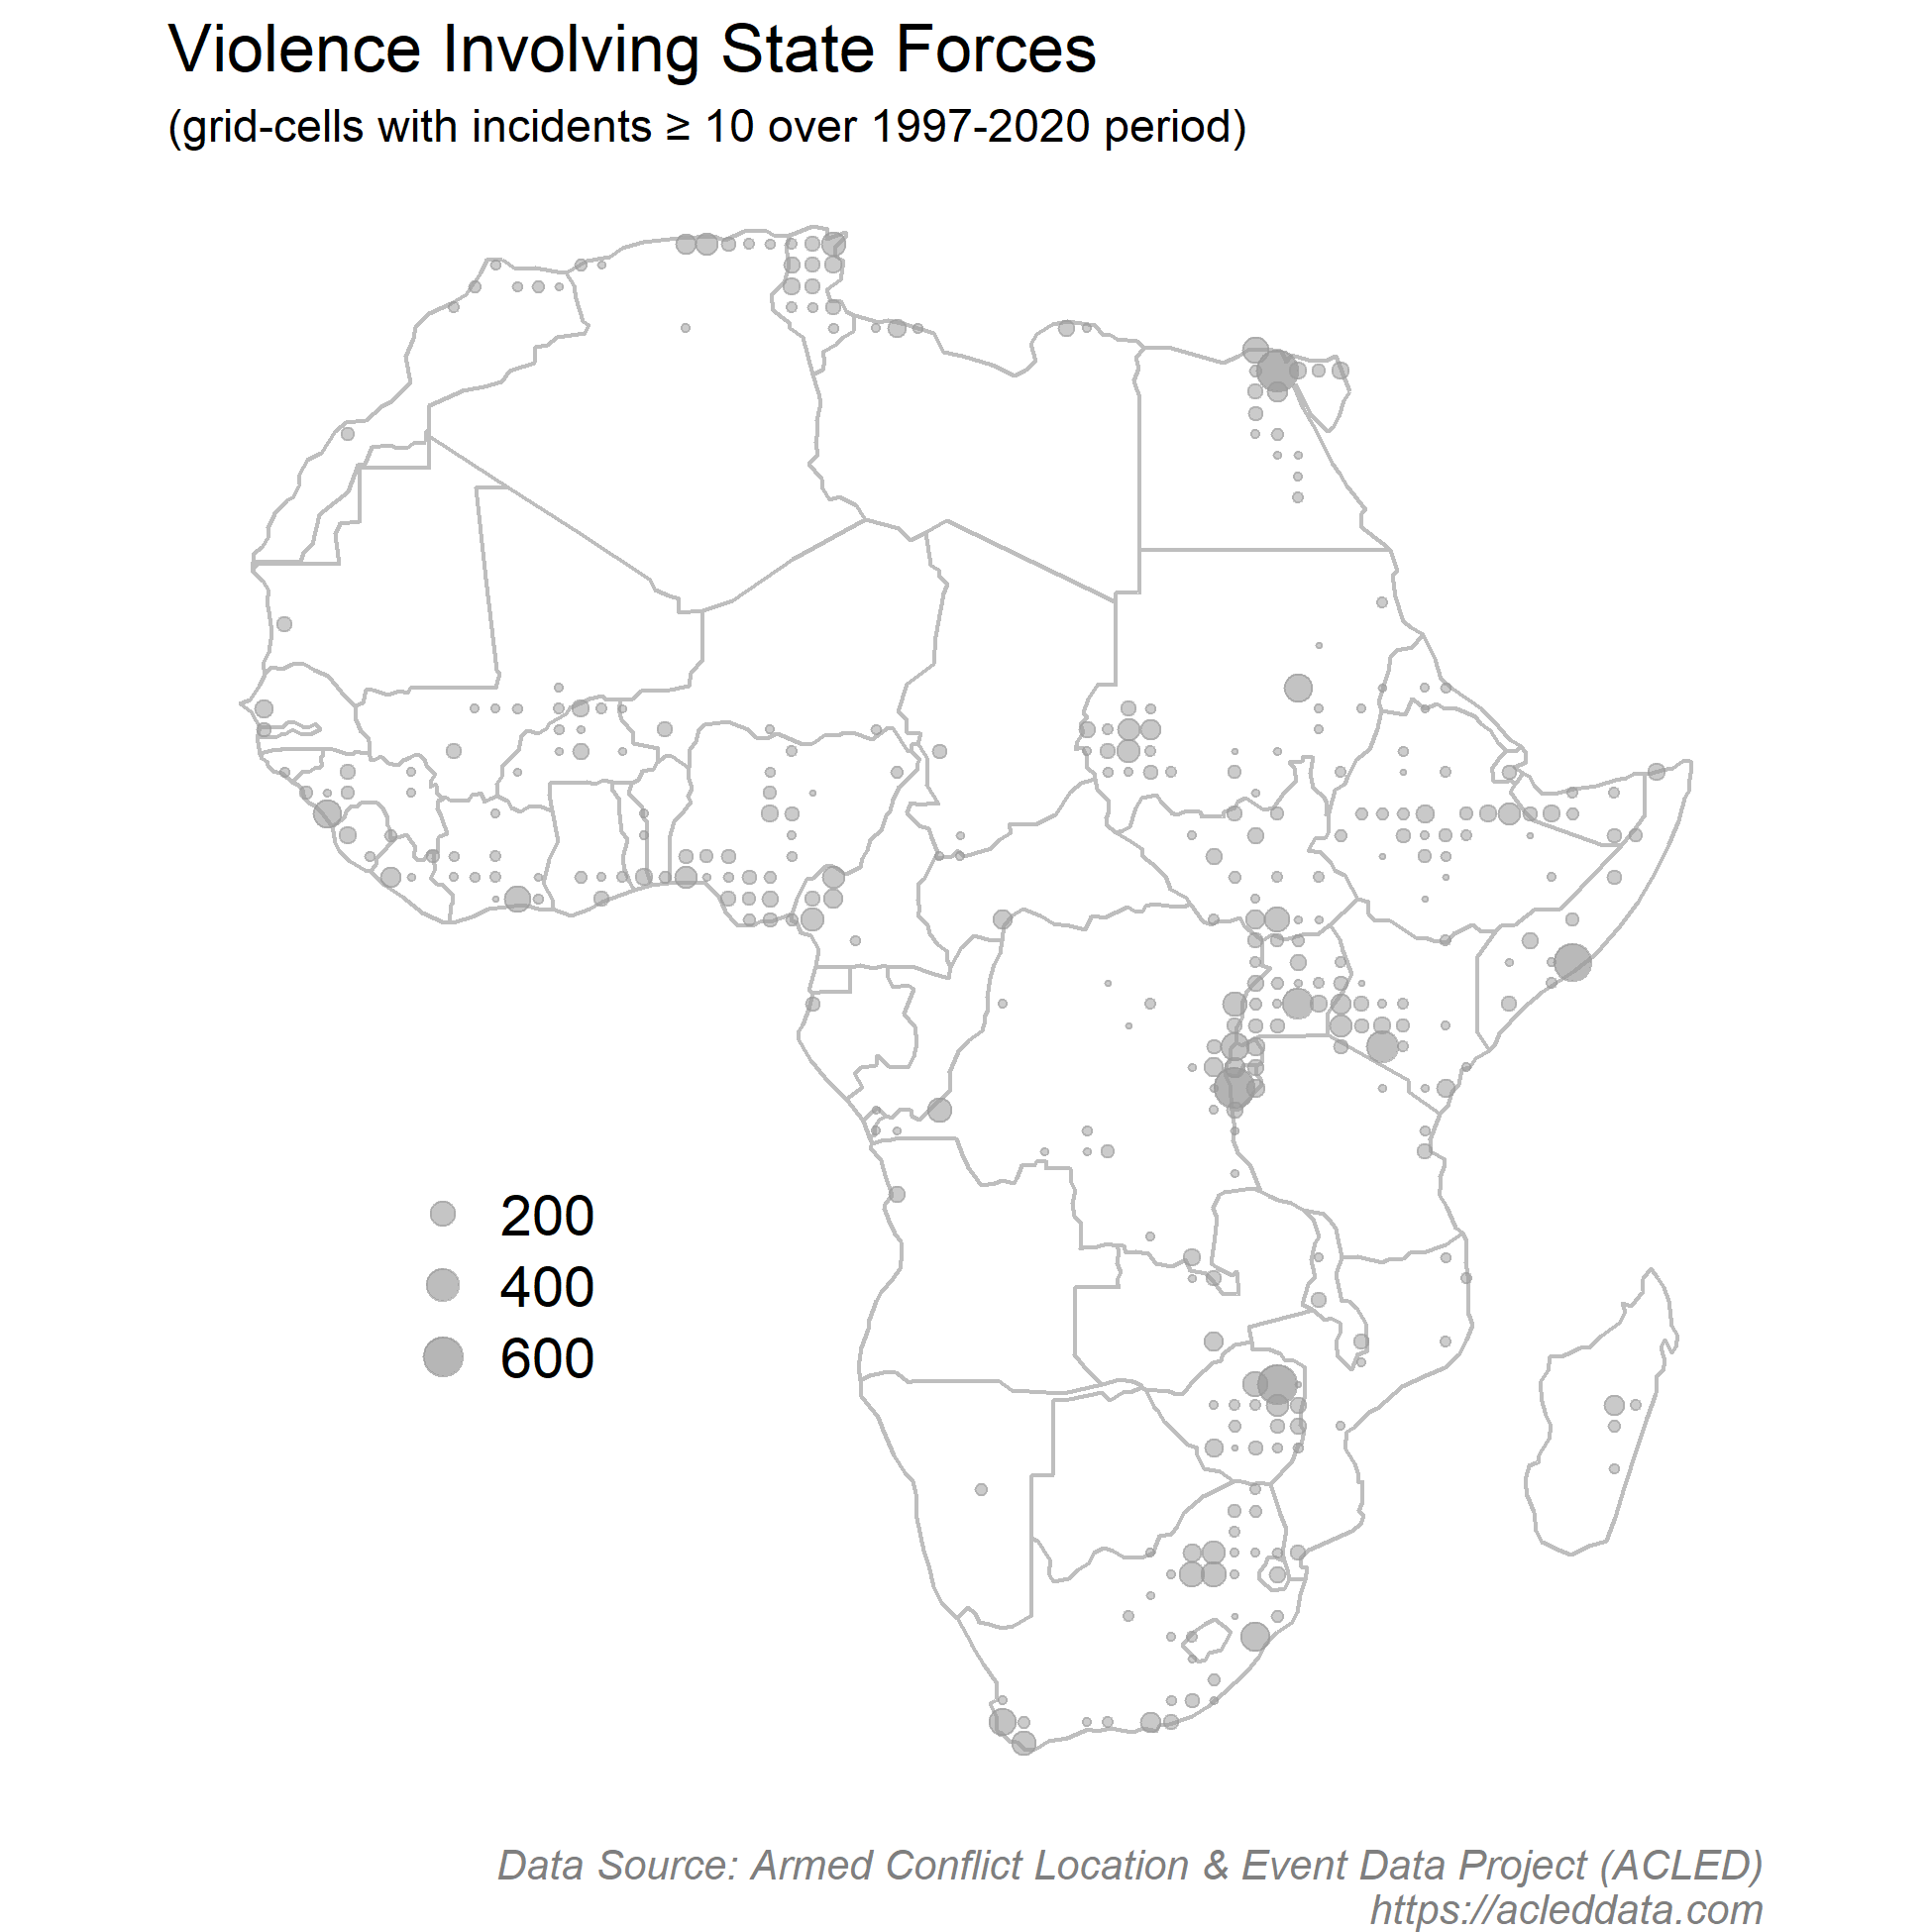 Violence Involving State Forces
(grid-cells with incidents ≥ 10 over 1997-2020 period)
200
400
600
Data Source: Armed Conflict Location & Event Data Project (ACLED)
https://acleddata.com